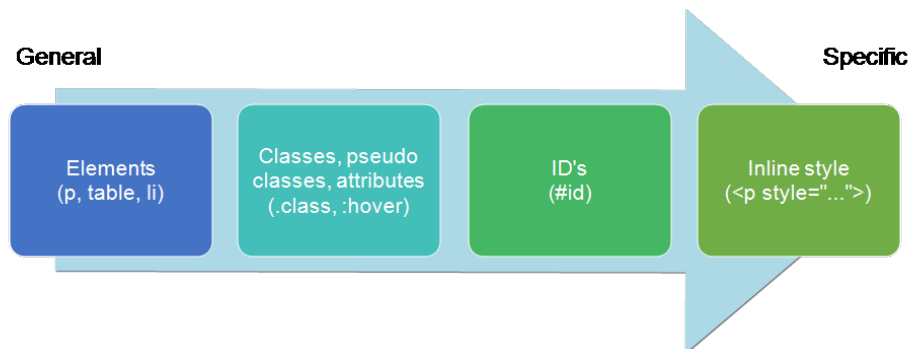 General
Specific
Elements
(p, table, li)
Classes, pseudo
classes, attributes
(.class, :hover)
ID's
(#id)
Inline style
(<p style="...">)